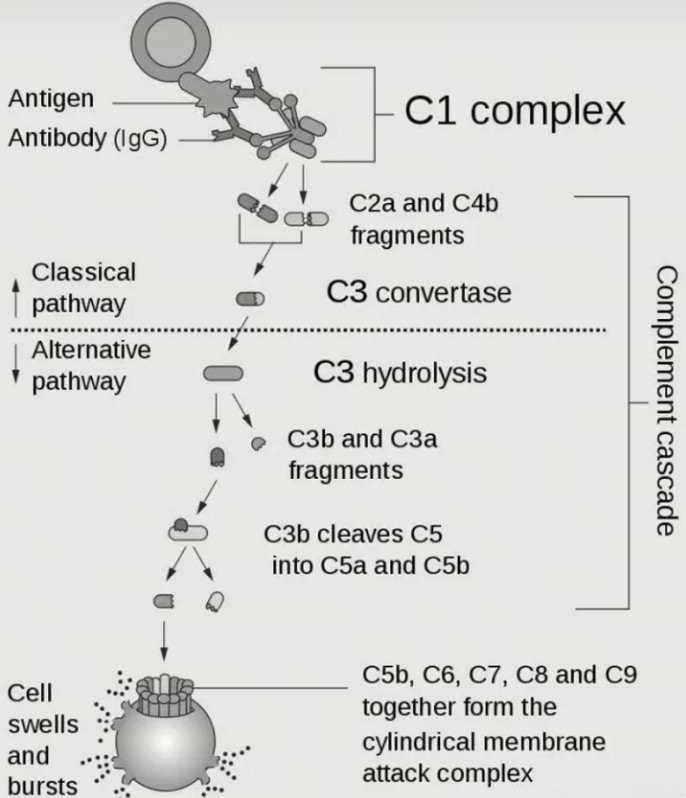 Antigen
C1 complex
Antibody (IgG)
C2a and C4b
fragments
Classical
pathway
C3 convertase
Alternative
pathway
C3 hydrolysis
C3b and C3a
fragments
C3b cleaves C5
into C5a and C5b
Complement cascade
C5b, C6, C7, C8 and C9
together form the
cylindrical membrane
attack complex
Cell
swells
and
bursts